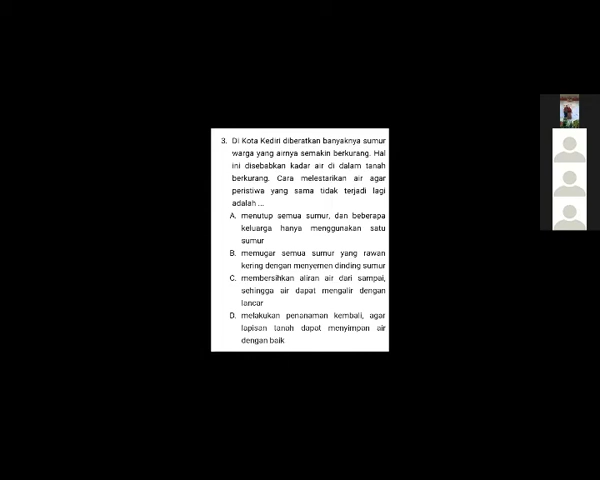 3. Di Kota Kediri diberatkan banyaknya sumur
warga yang airnya semakin berkurang. Hal
ini disebabkan kadar air di dalam tanah
berkurang. Cara melestarikan air agar
peristiwa yang sama tidak terjadi lagi
adalah ...
A. menutup semua sumur, dan beberapa
keluarga hanya menggunakan satu
sumur
B. memugar semua sumur yang rawan
kering dengan menyemen dinding sumur
C. membersihkan aliran air dari sampai,
sehingga air dapat mengalir dengan
lancar
D. melakukan penanaman kembali, agar
lapisan tanah dapat menyimpan air
dengan baik